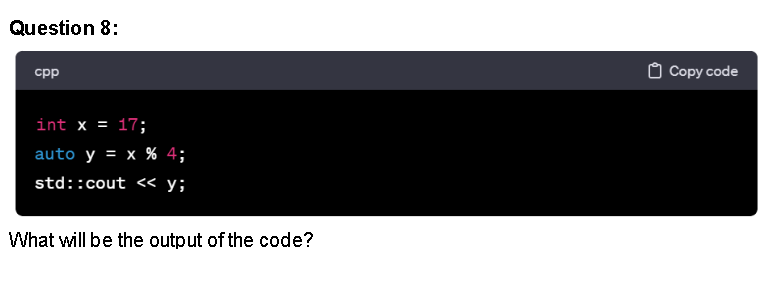 Question 8:
cpp Copy code
int x = 17;
auto y = x % 4;
std::cout << y;
What will be the output of the code?